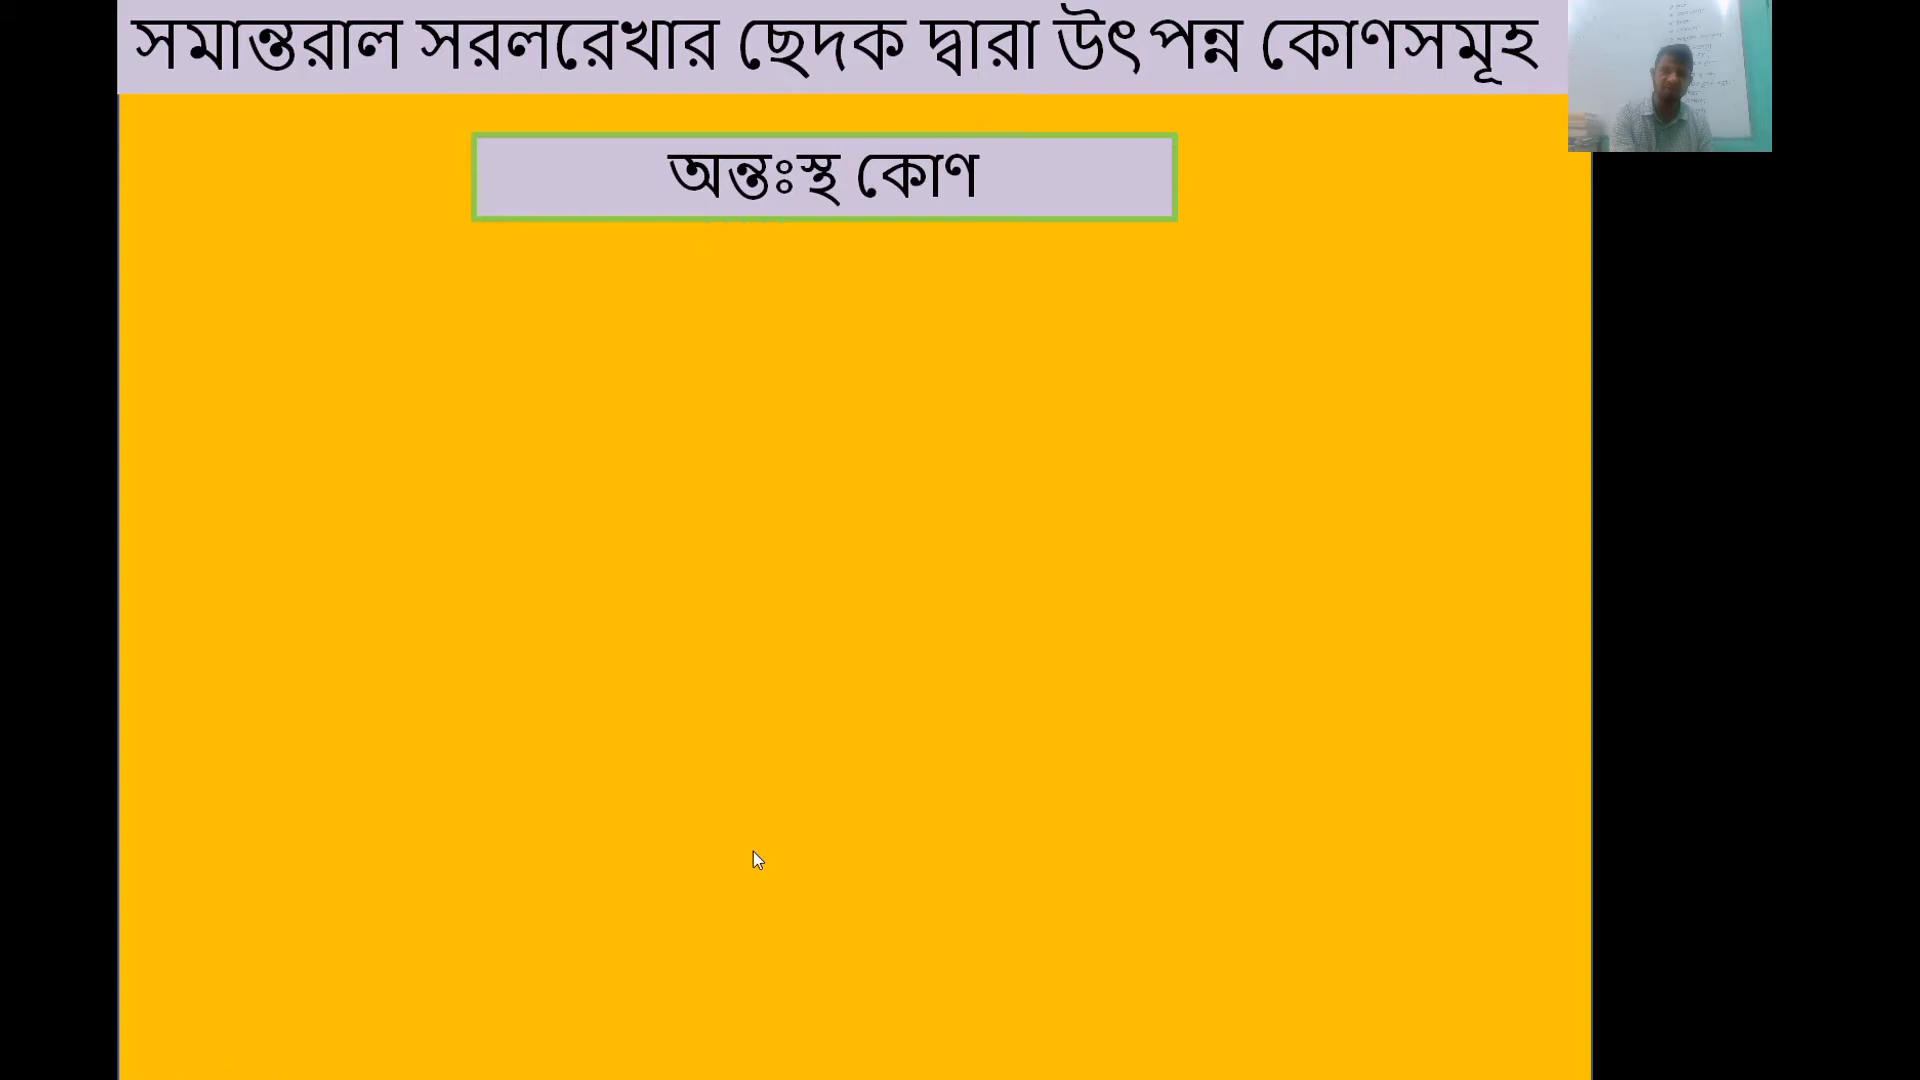 সমান্তরাল সরলরেখার ছেদক দ্বারা উৎপন্ন কোণসমূহ
অন্তঃস্থ কোণ